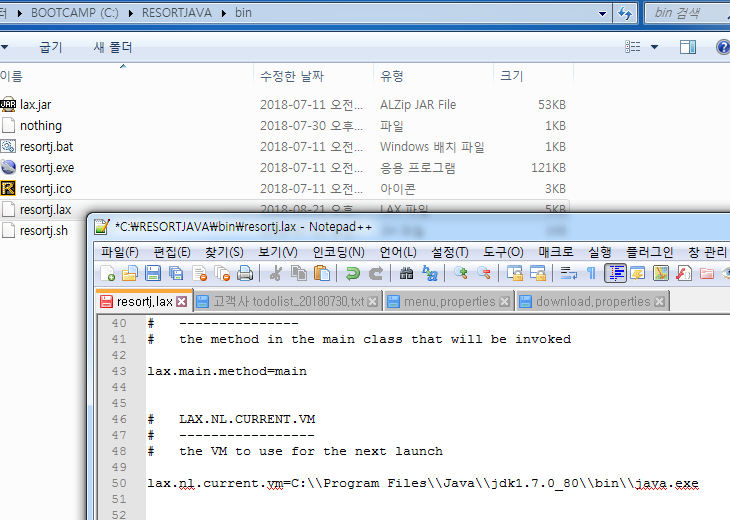 터 ▸ BOOTCAMP (C:) ▸ RESORTJAVA ▸ bin
bin 검색
굽기 새 폴더
이름 수정한 날짜 유형 크기
lax.jar 2018-07-11 오전... ALZip JAR File 53KB
nothing 2018-07-30 오후... 파일 1KB
resortj.bat 2018-07-11 오전... Windows 배치 파일 1KB
resortj.exe 2018-07-11 오전... 응용 프로그램 121KB
resortj.ico 2018-07-11 오전... 아이콘 3KB
resortj.lax 2018-08-21 오후... LAX 파일 5KB
resortj.sh
*C:₩RESORTJAVA₩bin₩resortj.lax - Notepad++
파일(F) 편집(E) 찾기(S) 보기(V) 인코딩(N) 언어(L) 설정(T) 도구(O) 매크로 실행 플러그인 창 관리
resortj.lax 고객사 todolist_20180730.txt menu.properties download.properties
40 # ---------------
41 # the method in the main class that will be invoked
42
43 lax.main.method=main
44
45
46 # LAX.NL.CURRENT.VM
47 # -----------------
48 # the VM to use for the next launch
49
50 lax.nl.current.vm=C:\\Program Files\\Java\\jdk1.7.0_80\\bin\\java.exe
51
52